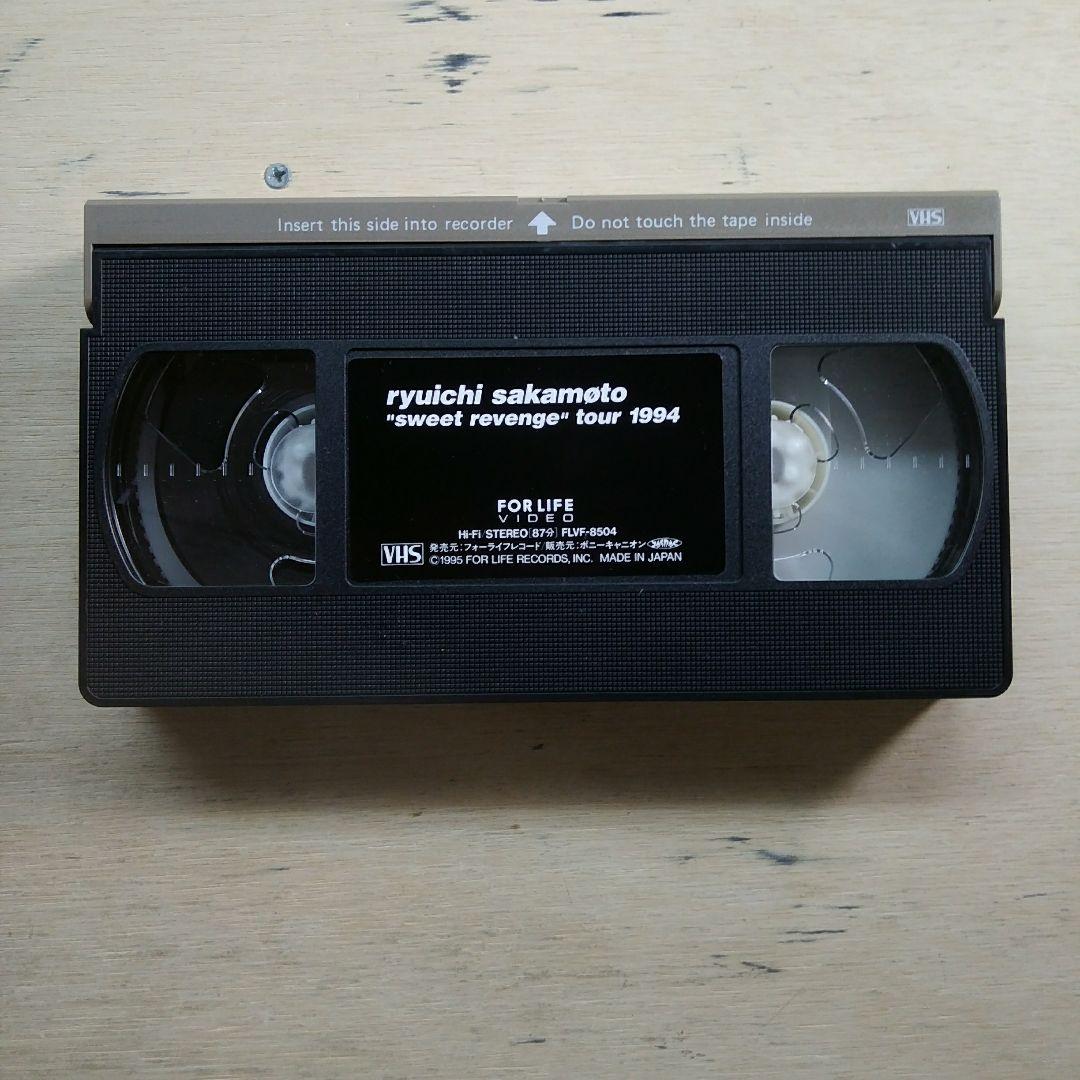 Insert this side into recorder Do not touch the tape inside VHS
ryuichi sakamøto
"sweet revenge" tour 1994
FOR LIFE
VIDEO
Hi-Fi STEREO [87分] FLVF-8504
VHS 発売元:フォーライフレコード/販売元:ポニーキャニオン
©1995 FOR LIFE RECORDS, INC. MADE IN JAPAN